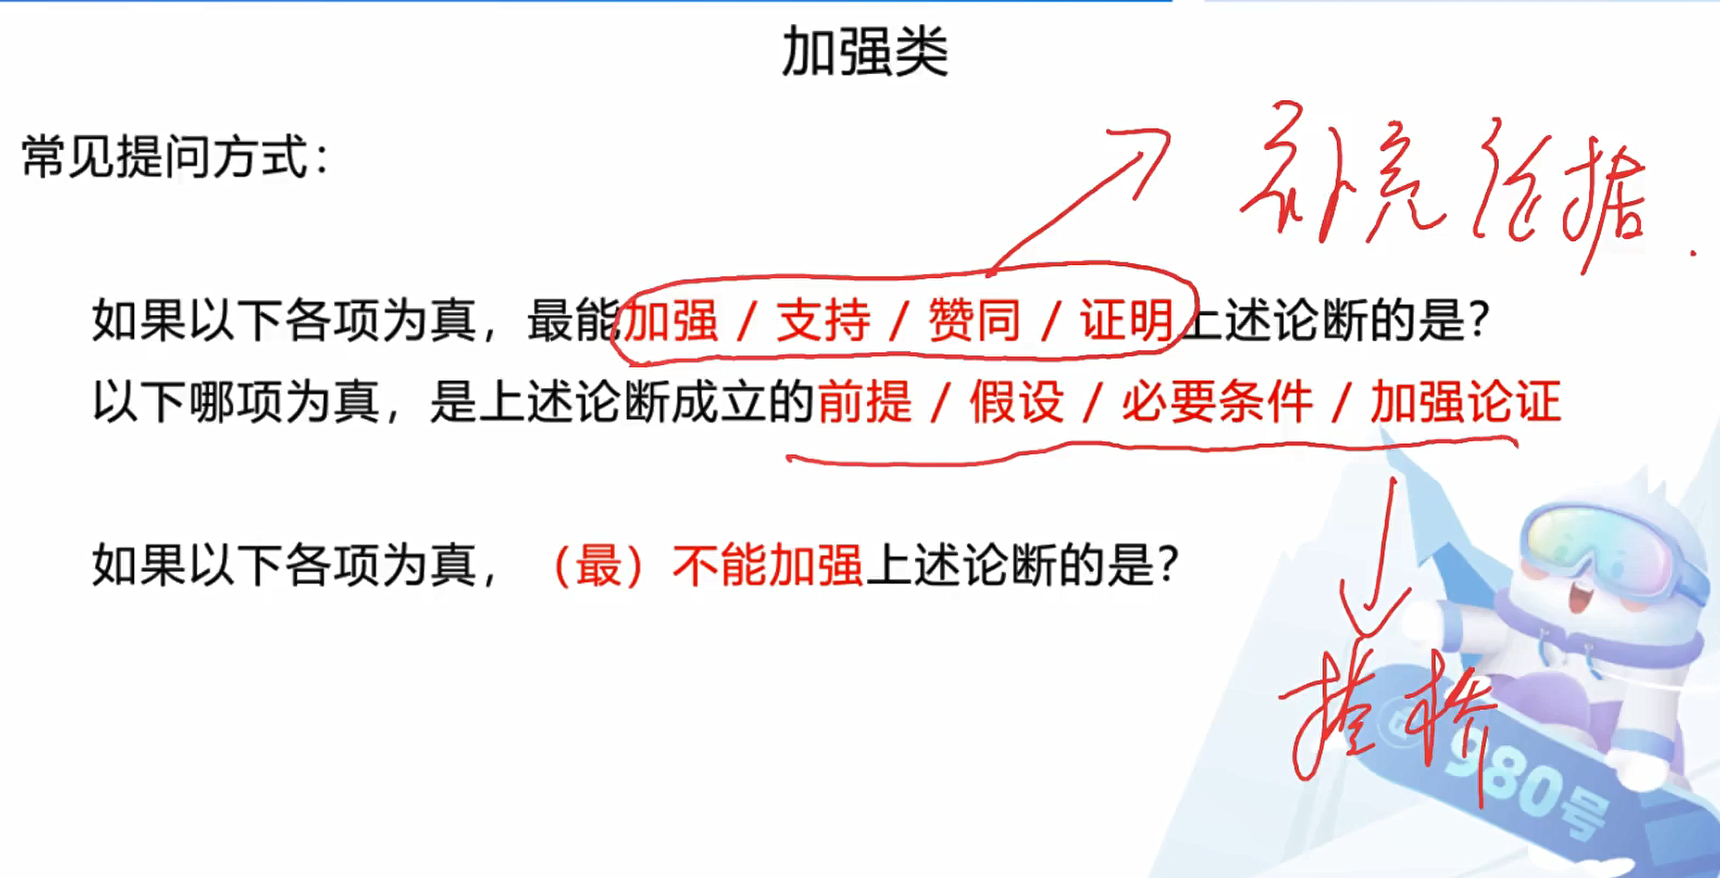 加强类
常见提问方式：
补充论据.
如果以下各项为真，最能加强 / 支持 / 赞同 / 证明上述论断的是？
以下哪项为真，是上述论断成立的前提 / 假设 / 必要条件 / 加强论证
如果以下各项为真，（最）不能加强上述论断的是？
搭桥
980号